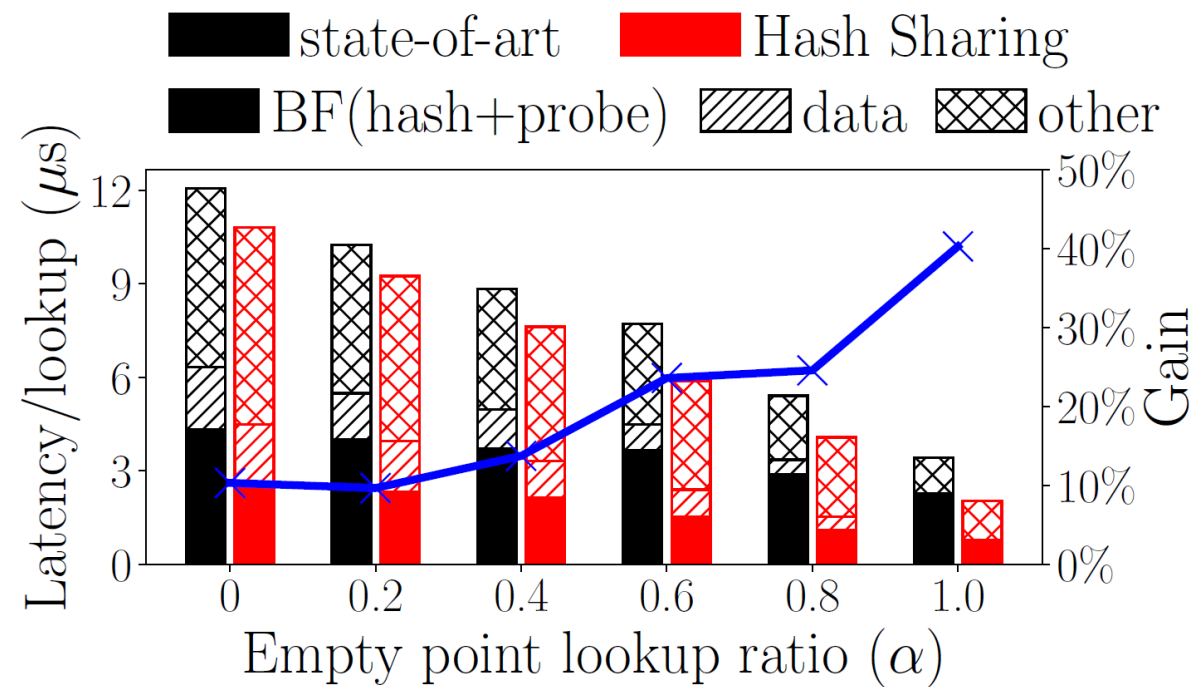 state-of-art Hash Sharing
BF(hash+probe) data other
Latency/lookup (μs)
12
9
6
3
0
50%
40%
30%
20%
10%
0%
Gain
0 0.2 0.4 0.6 0.8 1.0
Empty point lookup ratio (α)